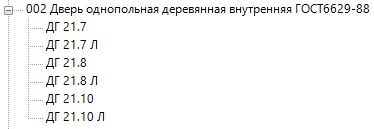 002 Дверь однопольная деревянная внутренняя ГОСТ6629-88
ДГ 21.7
ДГ 21.7 Л
ДГ 21.8
ДГ 21.8 Л
ДГ 21.10
ДГ 21.10 Л